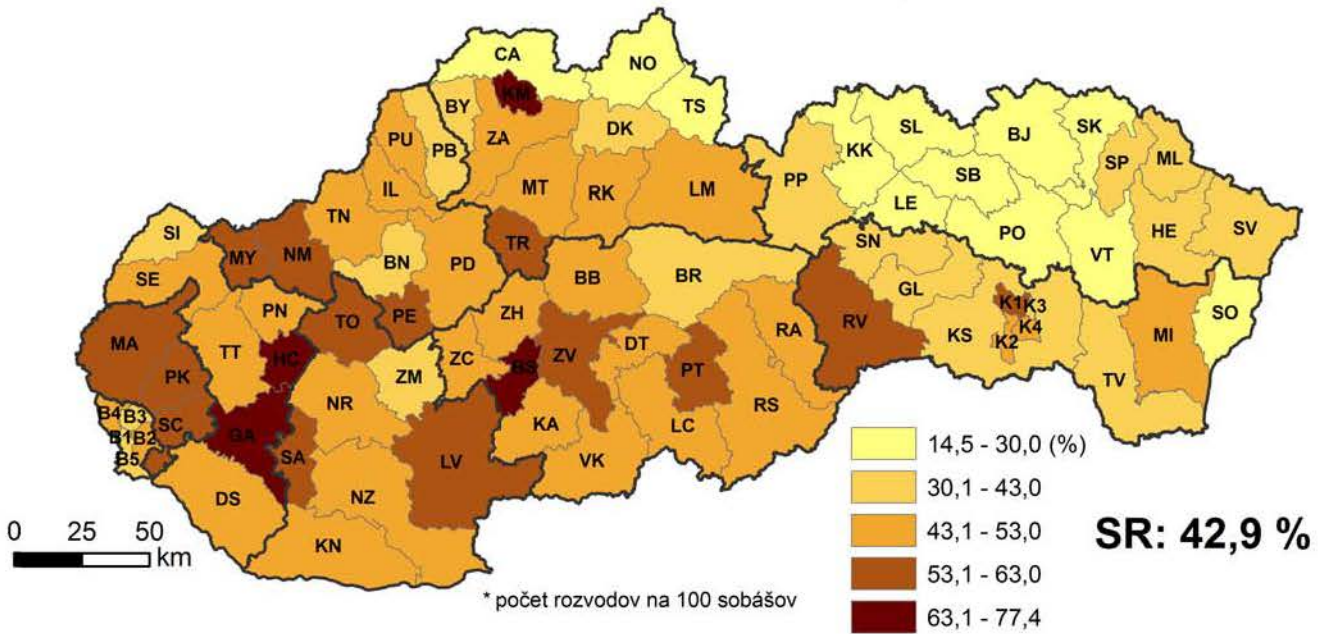 CA
NO
KM
TS
BY
PU
ZA
DK
PB
SL
BJ
SK
KK
SP
ML
PP
SB
IL
MT
RK
LM
LE
TN
PO
HE
SV
SI
VT
MY
NM
TR
SN
BN
PD
BB
BR
SE
GL
PN
TO
PE
ZH
RA
RV
K1
K3
SO
MA
TT
HC
ZC
BS
ZV
DT
KS
K4
MI
K2
PK
ZM
PT
TV
B4
B3
SC
NR
RS
B1
B2
GA
KA
LC
B5
SA
LV
VK
DS
NZ
KN
0 25 50
km
14,5 - 30,0 (%)
30,1 - 43,0
43,1 - 53,0
53,1 - 63,0
63,1 - 77,4
SR: 42,9 %
* počet rozvodov na 100 sobášov